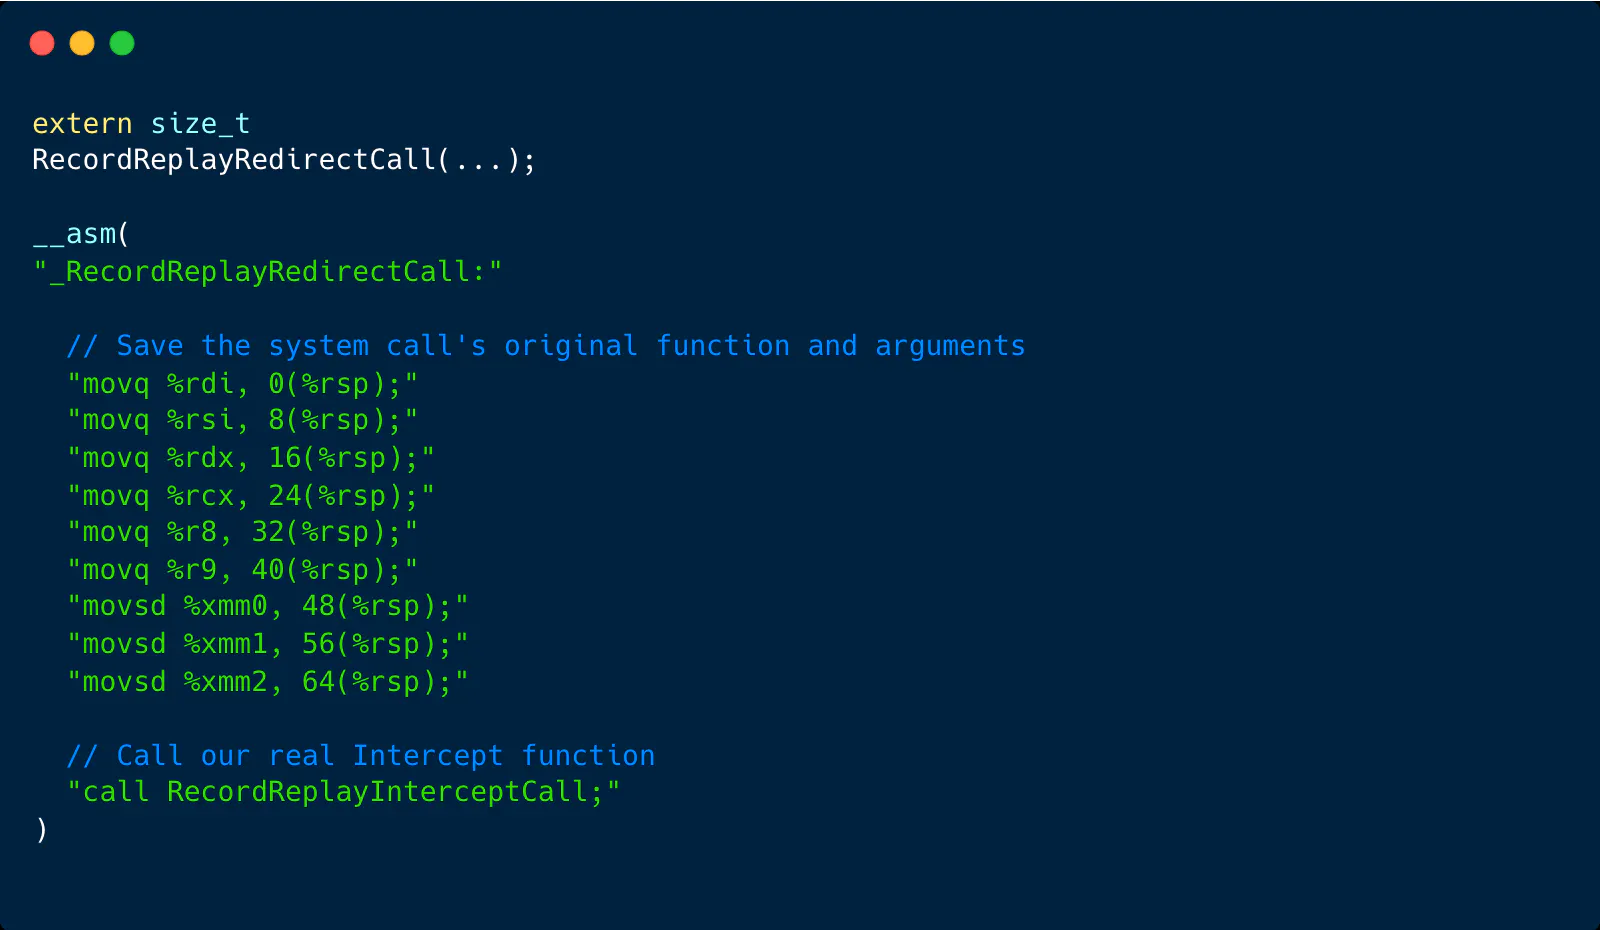 extern size_t
RecordReplayRedirectCall(...);

__asm(
"_RecordReplayRedirectCall:"

  // Save the system call's original function and arguments
  "movq %rdi, 0(%rsp);"
  "movq %rsi, 8(%rsp);"
  "movq %rdx, 16(%rsp);"
  "movq %rcx, 24(%rsp);"
  "movq %r8, 32(%rsp);"
  "movq %r9, 40(%rsp);"
  "movsd %xmm0, 48(%rsp);"
  "movsd %xmm1, 56(%rsp);"
  "movsd %xmm2, 64(%rsp);"

  // Call our real Intercept function
  "call RecordReplayInterceptCall;"
)